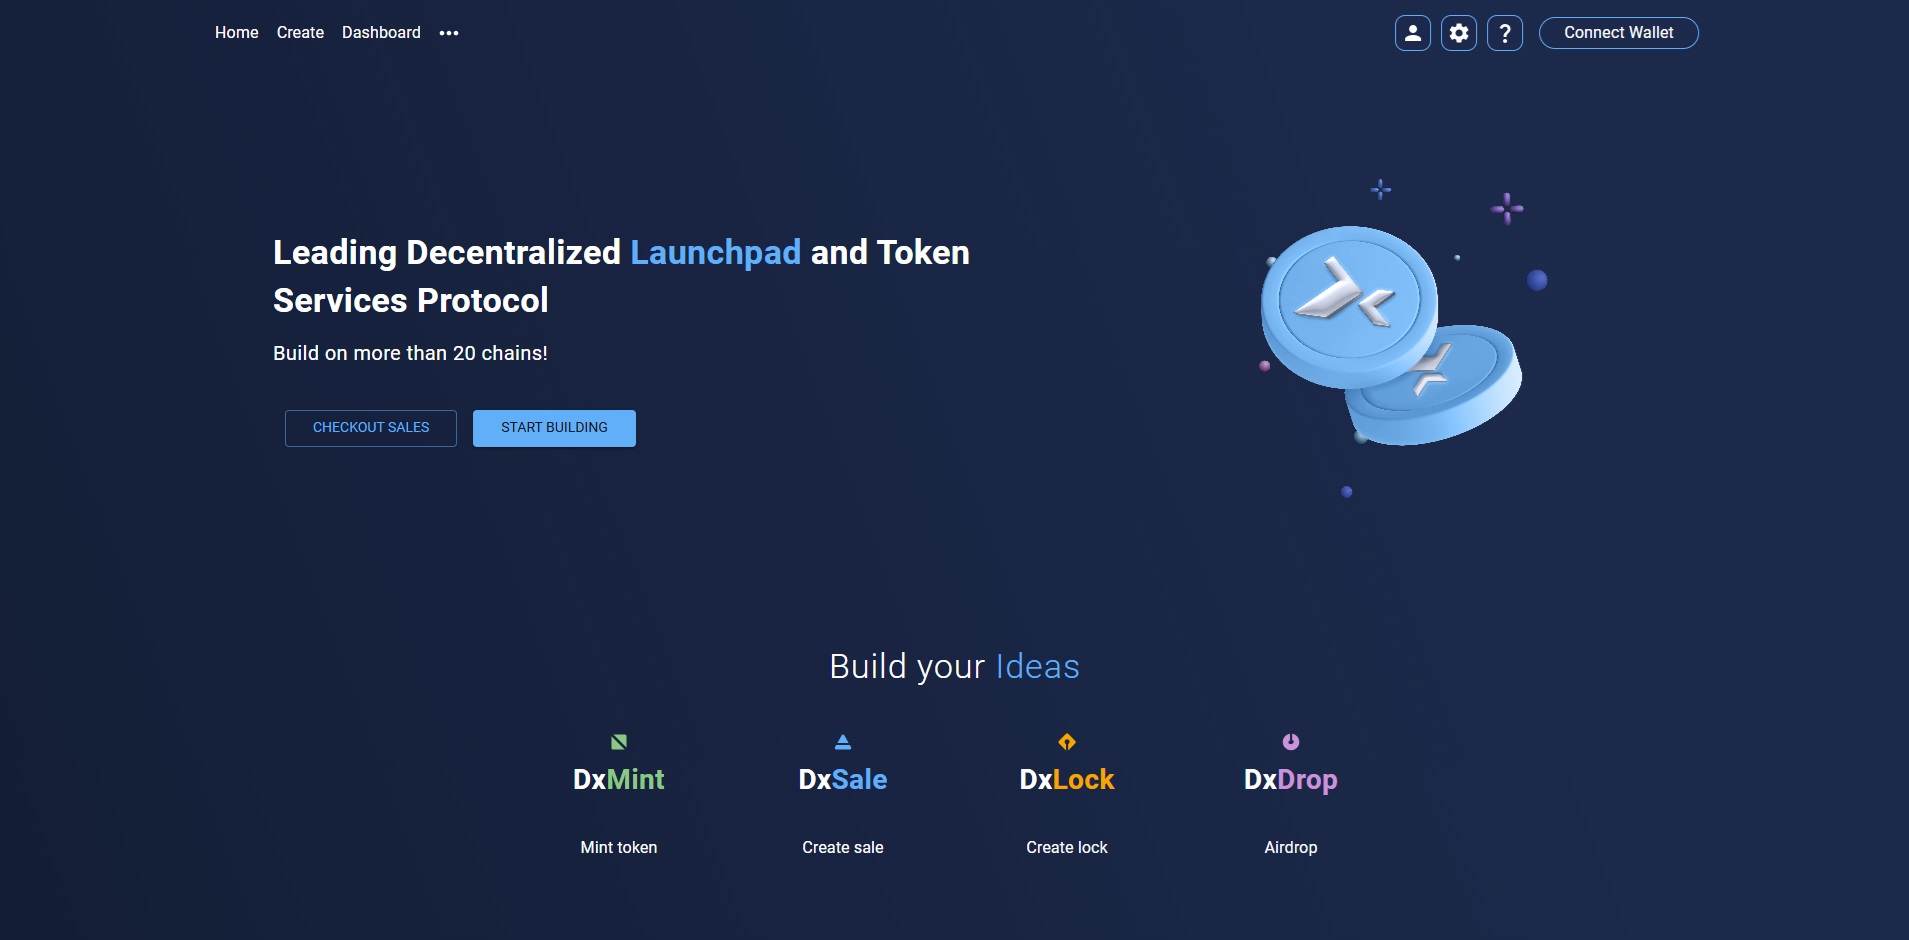 Home Create Dashboard •••
? Connect Wallet
Leading Decentralized Launchpad and Token
Services Protocol
Build on more than 20 chains!
CHECKOUT SALES START BUILDING
Build your Ideas
DxMint DxSale DxLock DxDrop
Mint token Create sale Create lock Airdrop